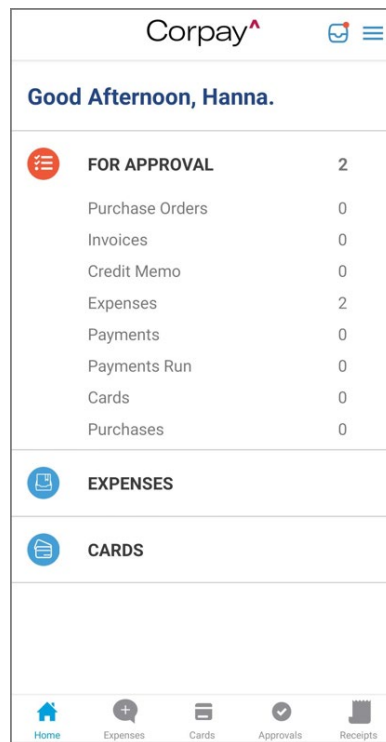 Corpay^
Good Afternoon, Hanna.
FOR APPROVAL 2
Purchase Orders 0
Invoices 0
Credit Memo 0
Expenses 2
Payments 0
Payments Run 0
Cards 0
Purchases 0
EXPENSES
CARDS
Home Expenses Cards Approvals Receipts